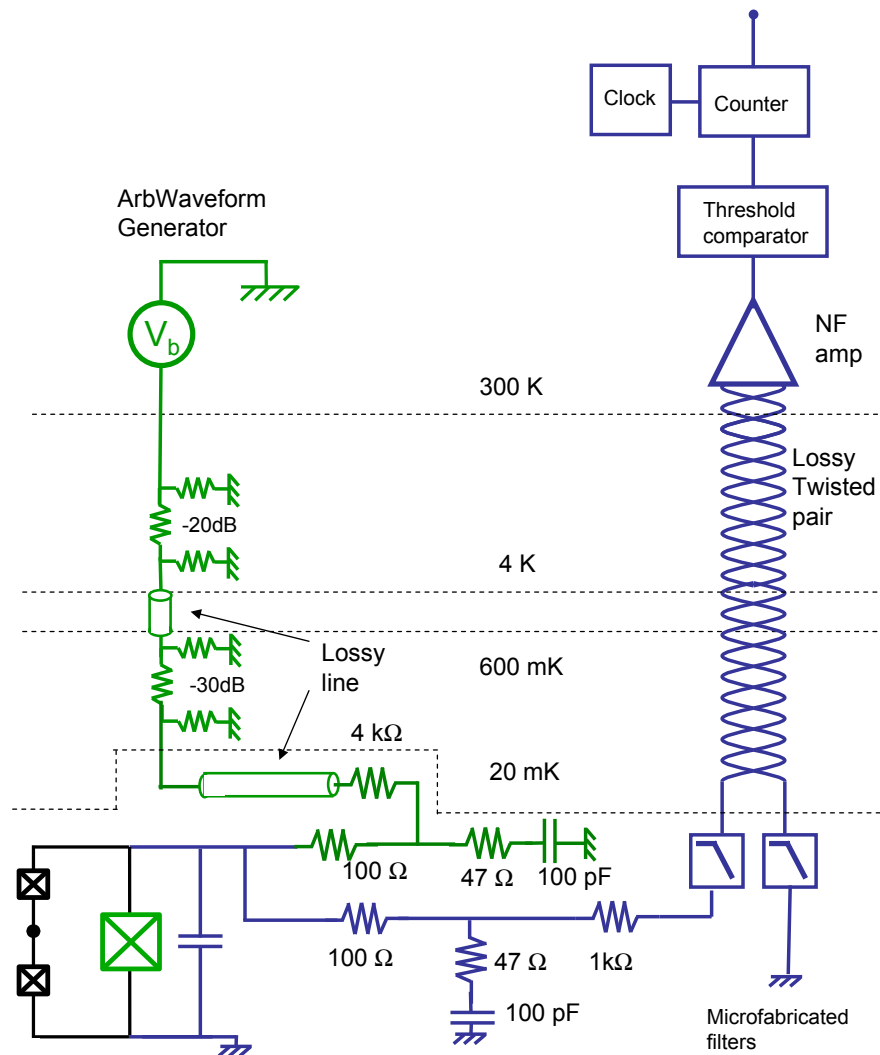 Clock
Counter
ArbWaveform
Generator
Threshold
comparator
V_b
NF
amp
300 K
Lossy
Twisted
pair
-20dB
4 K
Lossy
line
600 mK
-30dB
4 kΩ
20 mK
100 Ω
47 Ω
100 pF
100 Ω
47 Ω
1kΩ
100 pF
Microfabricated
filters